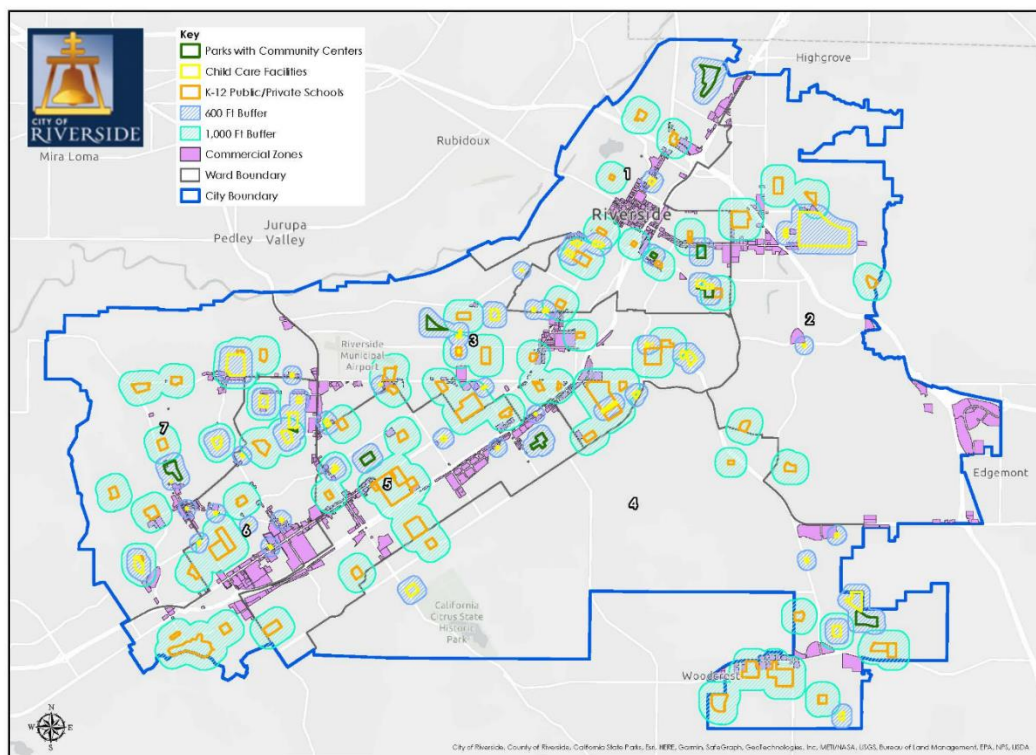 CITY OF
RIVERSIDE
Key
Parks with Community Centers
Child Care Facilities
K-12 Public/Private Schools
600 Ft Buffer
1,000 Ft Buffer
Commercial Zones
Ward Boundary
City Boundary
Highgrove
Mira Loma
Rubidoux
1
Riverside
Jurupa
Valley
Pedley
2
Riverside
Municipal
Airport
3
7
5
Edgemont
4
6
California
Citrus State
Historic
Park
Woodcrest
N
W
E
S
City of Riverside, County of Riverside, California State Parks, Esri, HERE, Garmin, SafeGraph, GeoTechnologies, Inc, METI/NASA, USGS, Bureau of Land Management, EPA, NPS, USDA